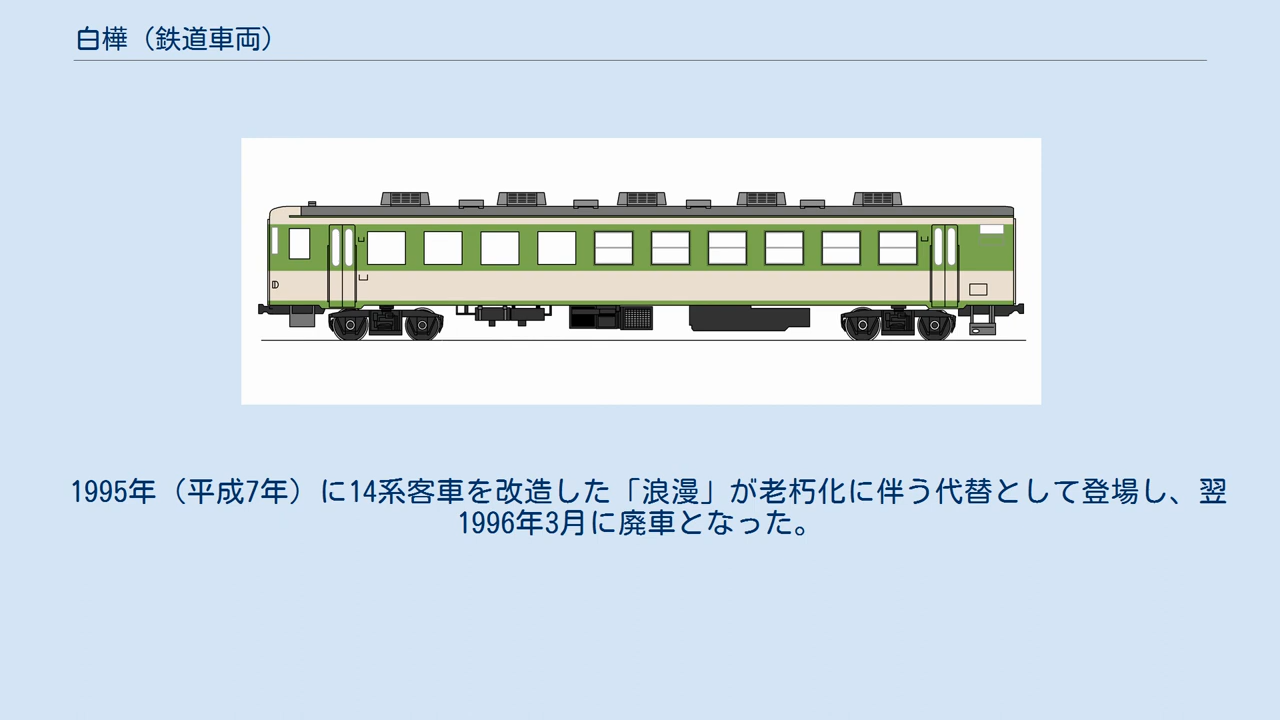 白樺（鉄道車両）
1995年（平成7年）に14系客車を改造した「浪漫」が老朽化に伴う代替として登場し、翌
1996年3月に廃車となった。